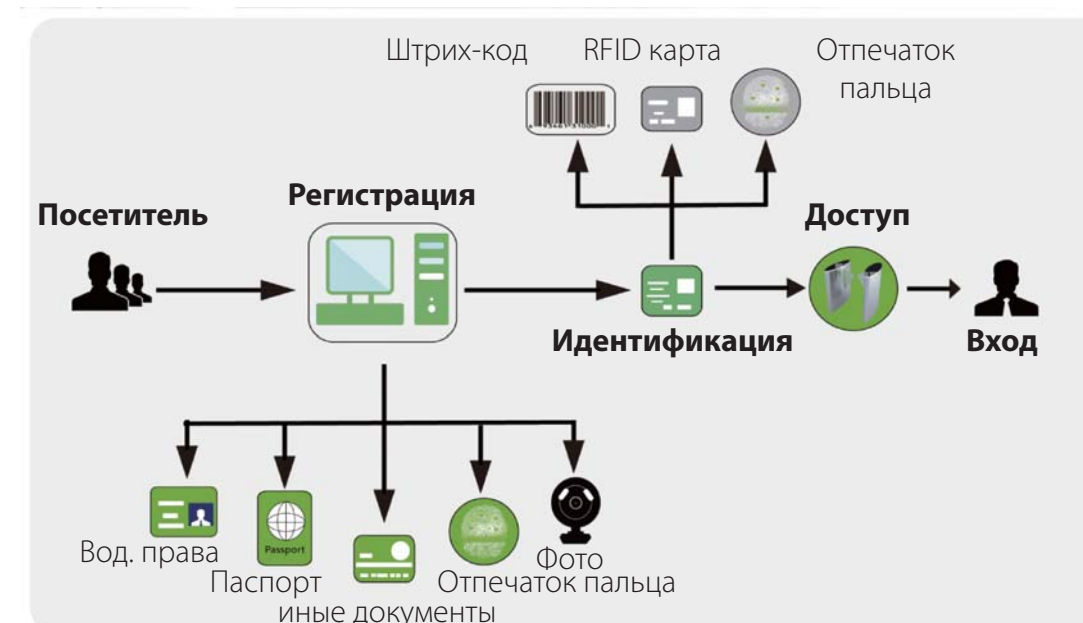 Штрих-код
RFID карта
Отпечаток
пальца
Регистрация
Посетитель
Доступ
Идентификация
Вход
Вод. права
Passport
Паспорт
иные документы
Отпечаток пальца
Фото